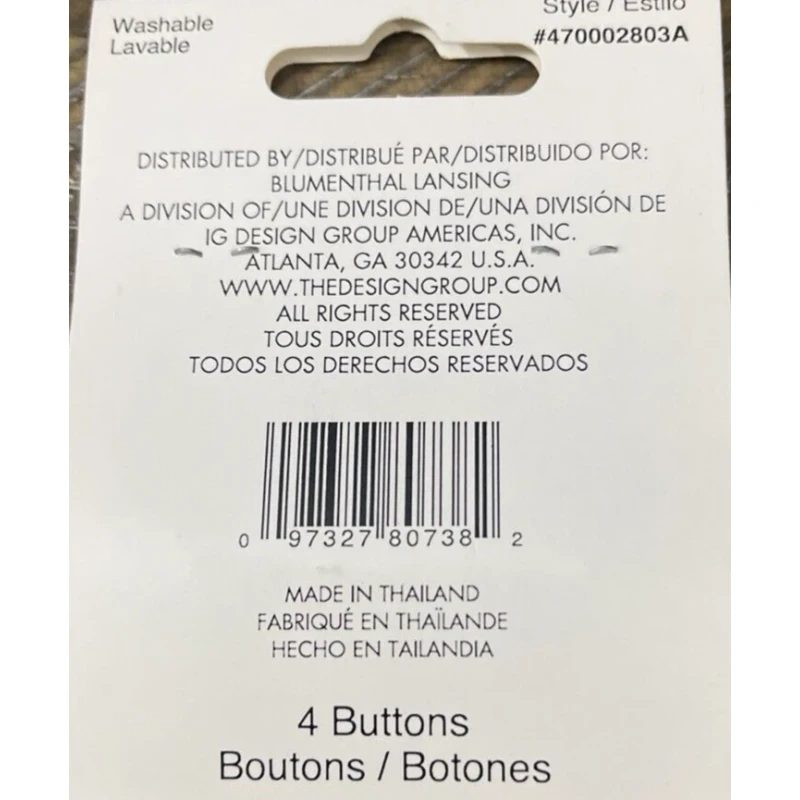 Washable
Lavable
Style / Estilo
#470002803A
DISTRIBUTED BY/DISTRIBUÉ PAR/DISTRIBUIDO POR:
BLUMENTHAL LANSING
A DIVISION OF/UNE DIVISION DE/UNA DIVISIÓN DE
IG DESIGN GROUP AMERICAS, INC.
ATLANTA, GA 30342 U.S.A.
WWW.THEDESIGNGROUP.COM
ALL RIGHTS RESERVED
TOUS DROITS RÉSERVÉS
TODOS LOS DERECHOS RESERVADOS
0 97327 80738 2
MADE IN THAILAND
FABRIQUÉ EN THAÏLANDE
HECHO EN TAILANDIA
4 Buttons
Boutons / Botones